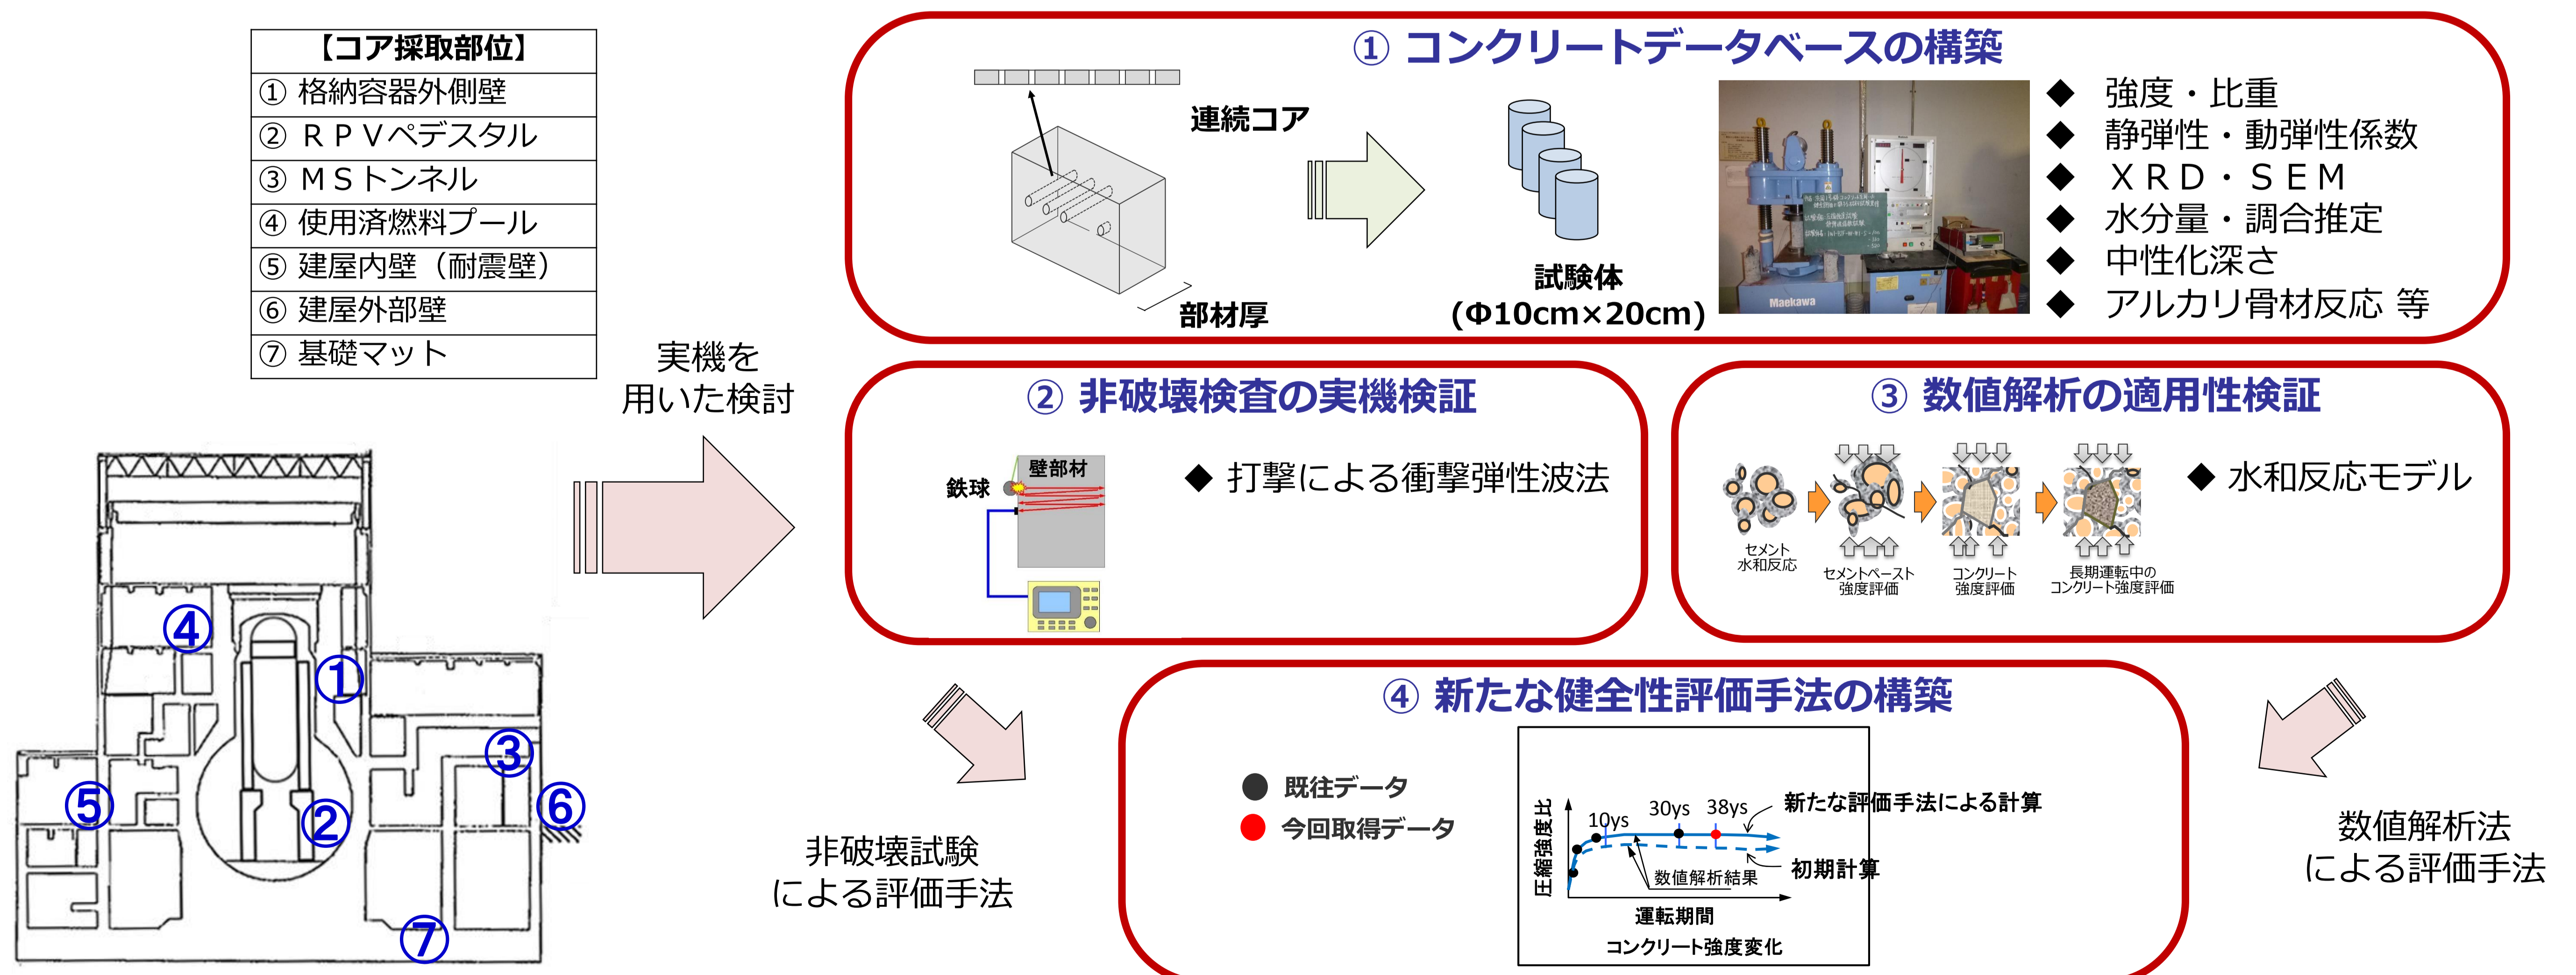 【コア採取部位】
① 格納容器外側壁
② ＲＰＶペデスタル
③ ＭＳトンネル
④ 使用済燃料プール
⑤ 建屋内壁（耐震壁）
⑥ 建屋外部壁
⑦ 基礎マット
④
①
③
⑤
②
⑥
⑦
実機を
用いた検討
① コンクリートデータベースの構築
連続コア
部材厚
試験体
(Φ10cm×20cm)
Maekawa
◆ 強度・比重
◆ 静弾性・動弾性係数
◆ ＸＲＤ・ＳＥＭ
◆ 水分量・調合推定
◆ 中性化深さ
◆ アルカリ骨材反応 等
② 非破壊検査の実機検証
鉄球
壁部材
◆ 打撃による衝撃弾性波法
③ 数値解析の適用性検証
セメント
水和反応
セメントペースト
強度評価
コンクリート
強度評価
長期運転中の
コンクリート強度評価
◆ 水和反応モデル
非破壊試験
による評価手法
数値解析法
による評価手法
④ 新たな健全性評価手法の構築
● 既往データ
● 今回取得データ
圧縮強度比
10ys
30ys
38ys
新たな評価手法による計算
初期計算
数値解析結果
運転期間
コンクリート強度変化